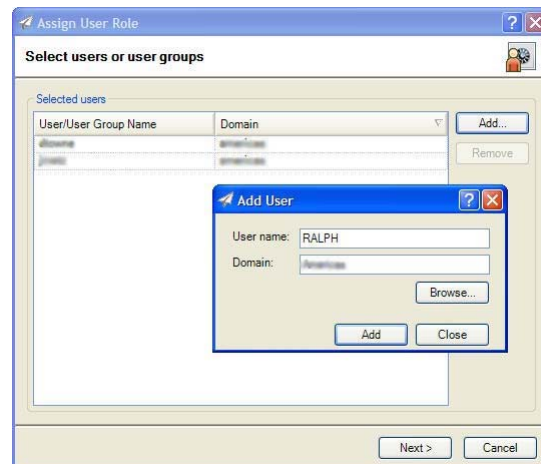 Assign User Role
Select users or user groups
Selected users
User/User Group Name Domain
Add...
Remove
Add User
User name: RALPH
Domain:
Browse...
Add Close
Next > Cancel